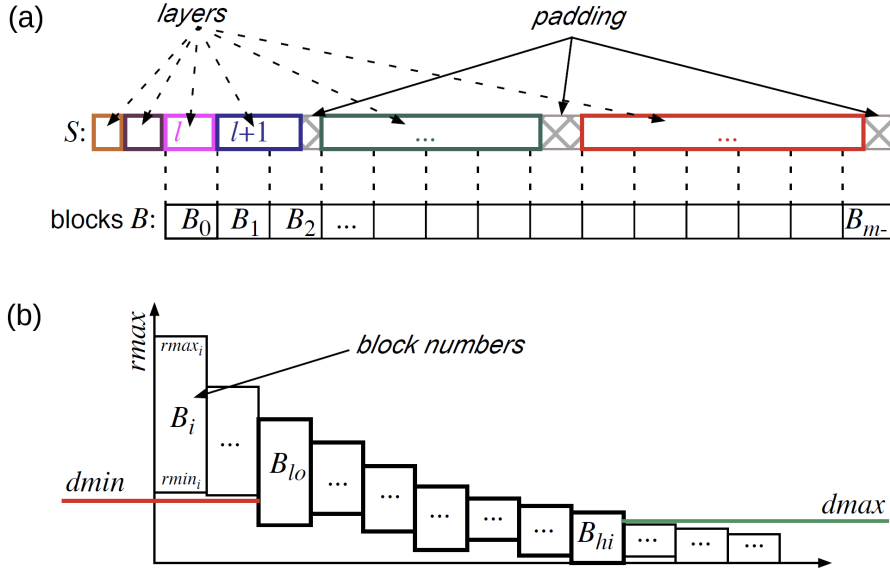 (a) layers padding
S: l l+1 ... ...
blocks B: B0 B1 B2 ... Bm-
(b)
rmax
rmaxi
block numbers
Bi
...
Blo
rmini
... ... ... ... ...
dmin
dmax
Bhi
... ... ...